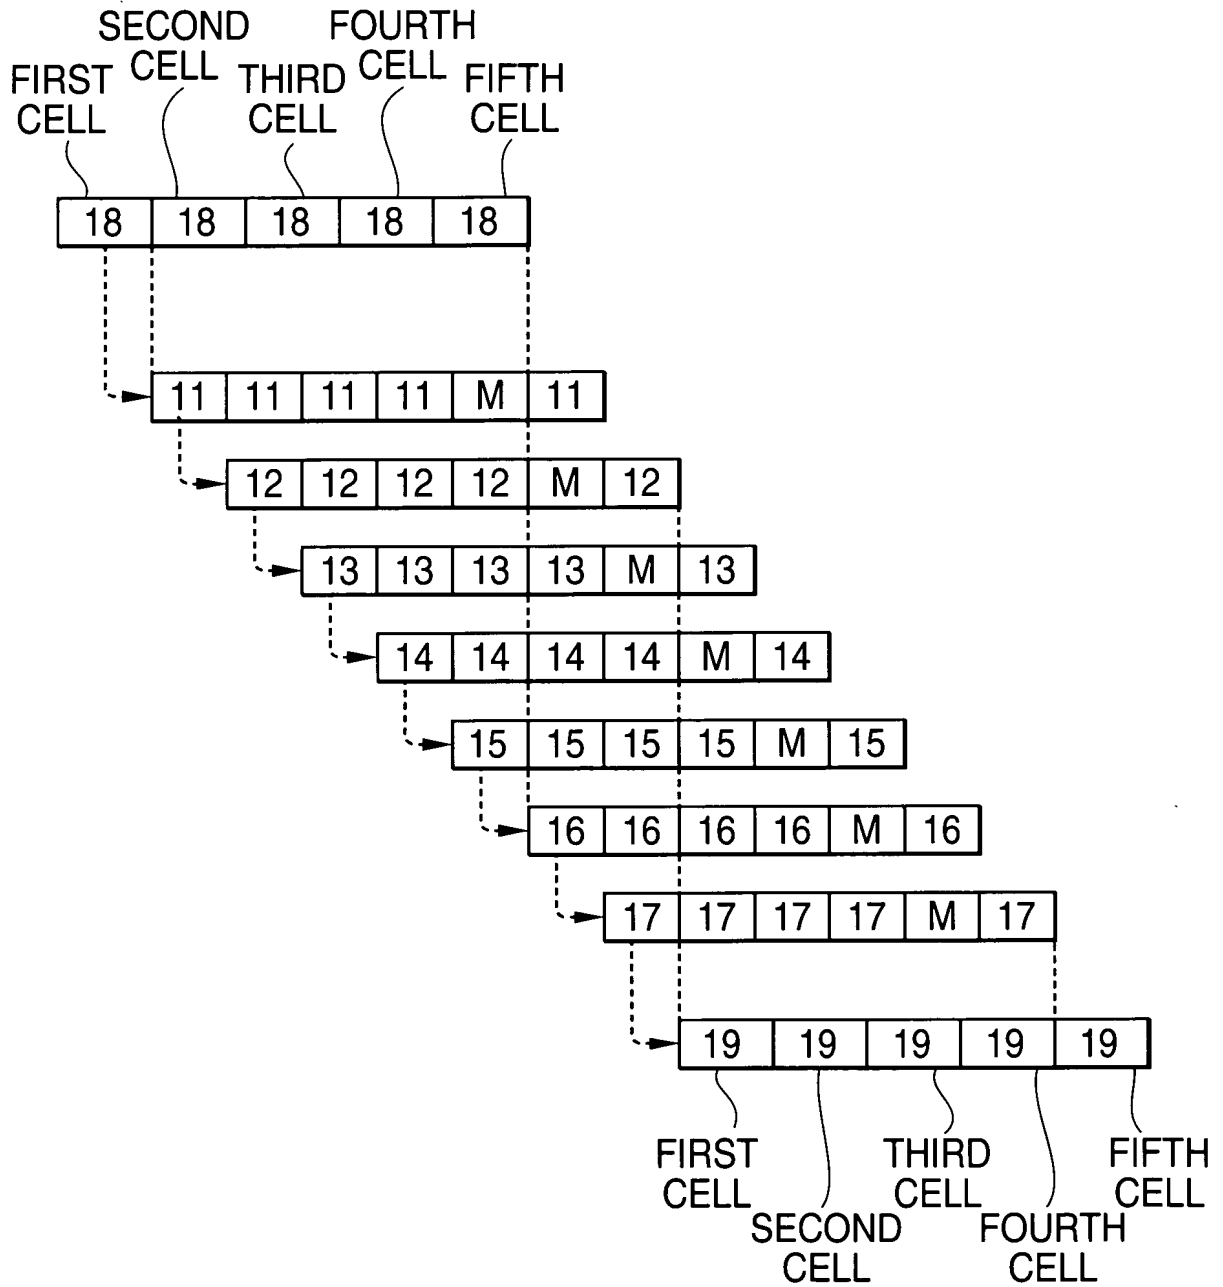 SECOND CELL
FOURTH CELL
FIRST CELL
THIRD CELL
FIFTH CELL
18 18 18 18 18
11 11 11 11 M 11
12 12 12 12 M 12
13 13 13 13 M 13
14 14 14 14 M 14
15 15 15 15 M 15
16 16 16 16 M 16
17 17 17 17 M 17
19 19 19 19 19
FIRST CELL
THIRD CELL
FIFTH CELL
SECOND CELL
FOURTH CELL